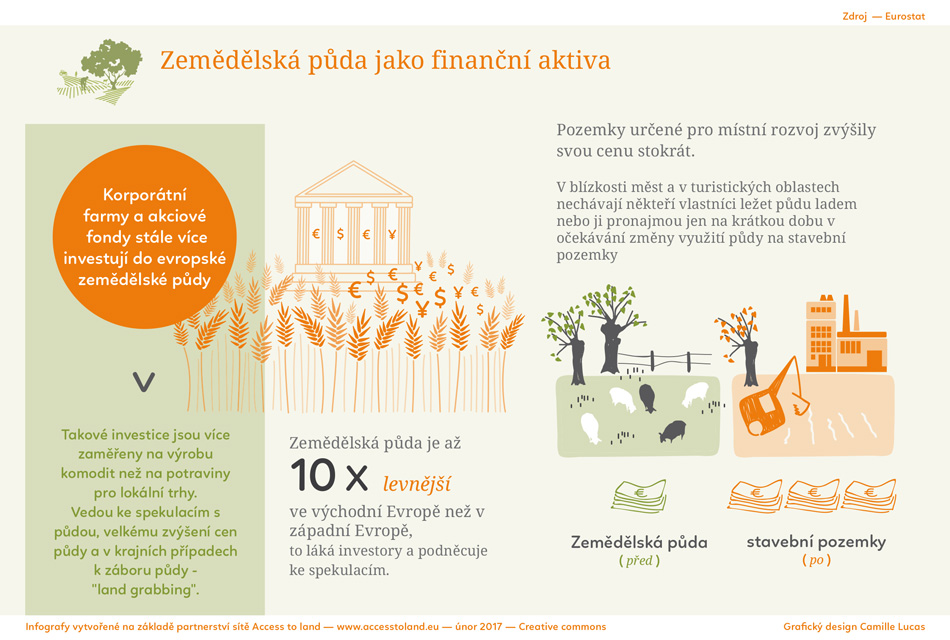 Zdroj — Eurostat
Zemědělská půda jako finanční aktiva
Korporátní
farmy a akciové
fondy stále více
investují do evropské
zemědělské půdy
Takové investice jsou více
zaměřeny na výrobu
komodit než na potraviny
pro lokální trhy.
Vedou ke spekulacím s
půdou, velkému zvýšení cen
půdy a v krajních případech
k záboru půdy -
"land grabbing".
€ $ € ¥
¥
$ € € $
€ $ € $ ¥ €
¥ $
Zemědělská půda je až
10 x levnější
ve východní Evropě než v
západní Evropě,
to láká investory a podněcuje
ke spekulacím.
Pozemky určené pro místní rozvoj zvýšily
svou cenu stokrát.
V blízkosti měst a v turistických oblastech
nechávají někteří vlastníci ležet půdu ladem
nebo ji pronajmou jen na krátkou dobu v
očekávání změny využití půdy na stavební
pozemky
€
€ € €
Zemědělská půda
( před )
stavební pozemky
( po )
Infografy vytvořené na základě partnerství sítě Access to land — www.accesstoland.eu — únor 2017 — Creative commons
Grafický design Camille Lucas